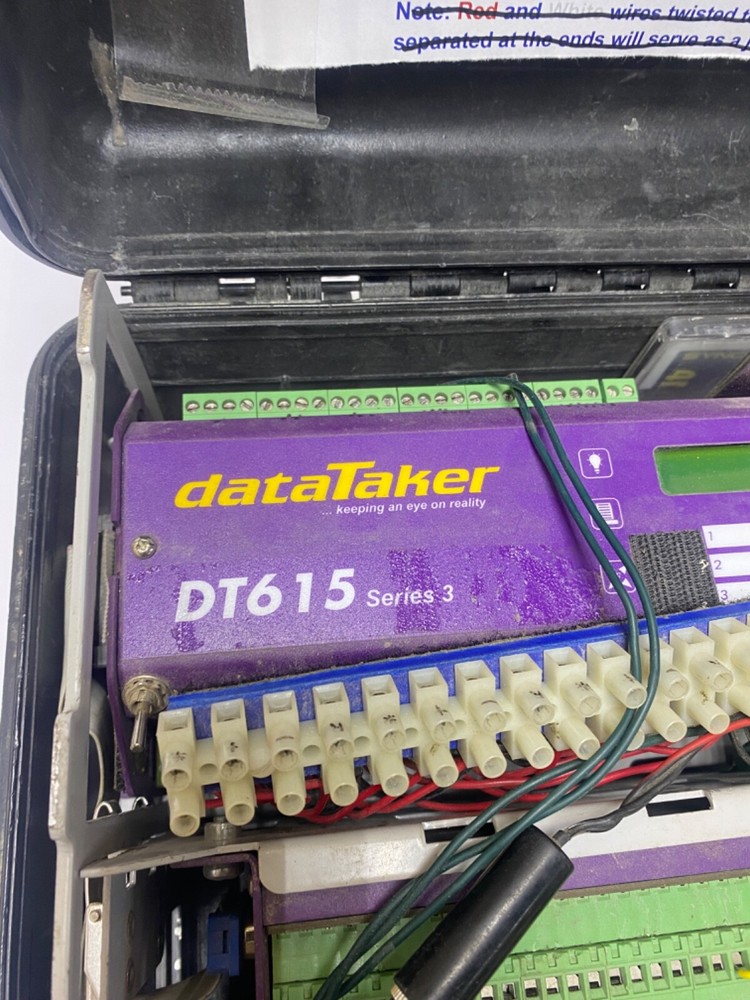 Note: Red and White wires twisted
separated at the ends will serve as a
dataTaker
... keeping an eye on reality
DT615 Series 3
1
2
3